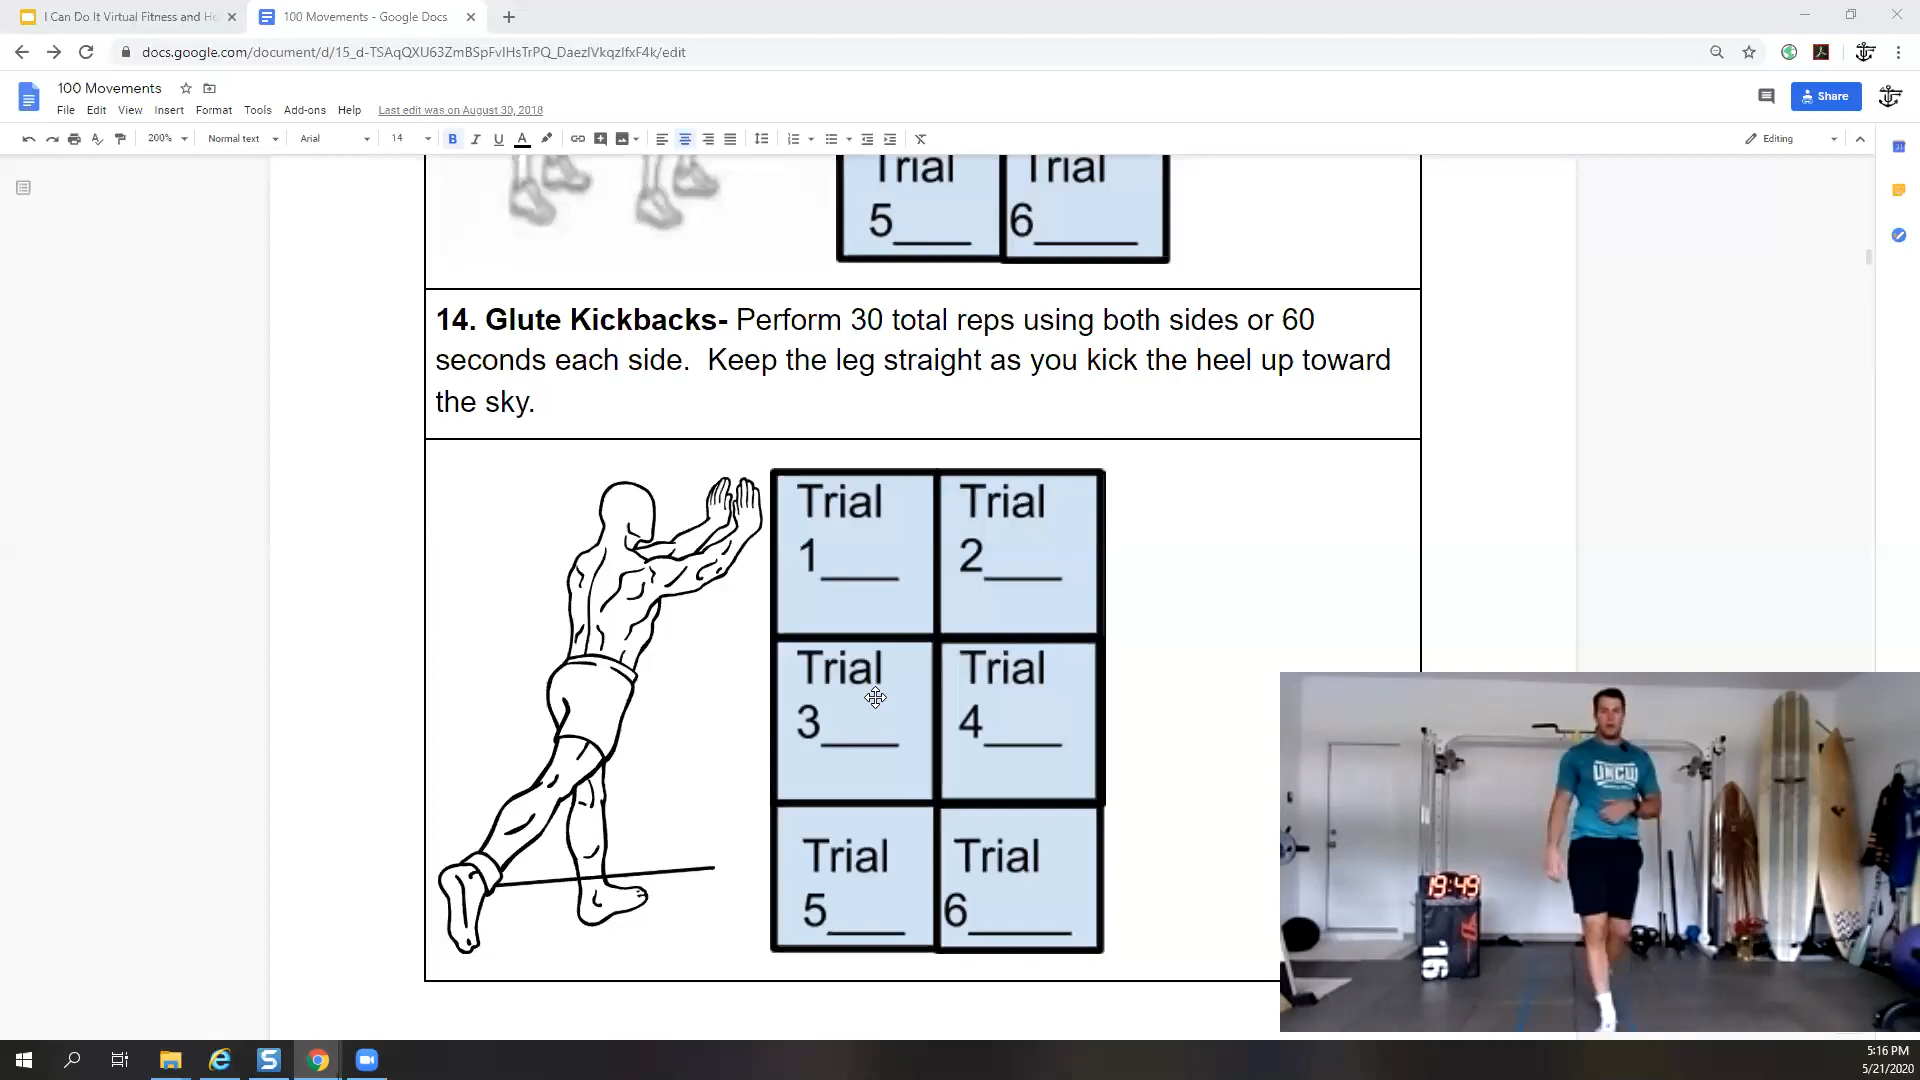 I Can Do It Virtual Fitness and He
100 Movements - Google Docs
docs.google.com/document/d/15_d-TSAqQXU63ZmBSpFvIHsTrPQ_DaezlVkqzIfxF4k/edit
100 Movements
File Edit View Insert Format Tools Add-ons Help Last edit was on August 30, 2018
Share
200% Normal text Arial 14 B I U A Editing
Trial Trial
5____ 6_____
14. Glute Kickbacks- Perform 30 total reps using both sides or 60
seconds each side. Keep the leg straight as you kick the heel up toward
the sky.
Trial Trial
1____ 2____
Trial Trial
3____ 4____
Trial Trial
5____ 6_____
UNCW
19:49
16
5:16 PM
5/21/2020